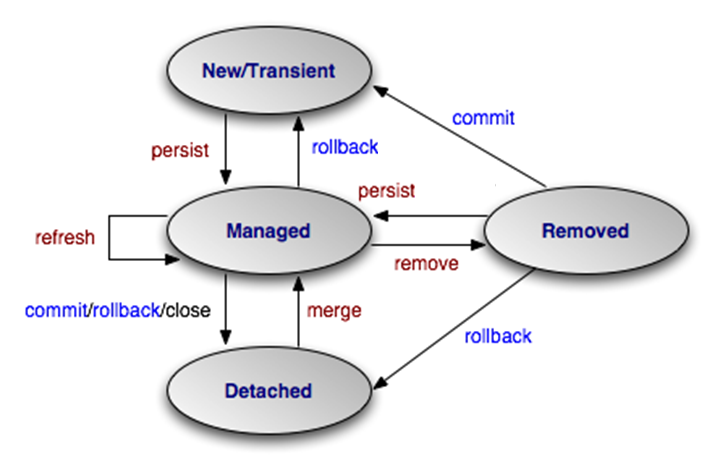 New/Transient
commit
persist
rollback
persist
refresh
Managed
Removed
remove
commit/rollback/close
merge
rollback
Detached